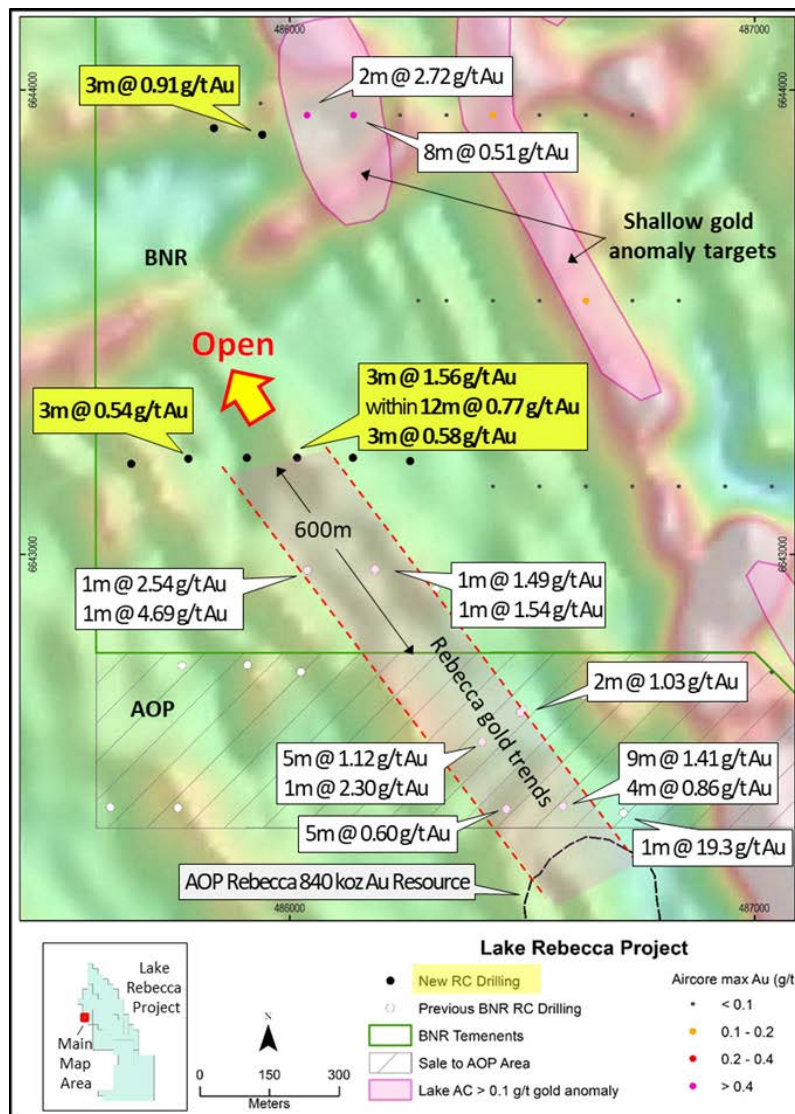 486000
487000
6644000
2m @ 2.72 g/t Au
3m @ 0.91 g/t Au
8m @ 0.51 g/t Au
Shallow gold
anomaly targets
BNR
Open
3m @ 1.56 g/t Au
within 12m @ 0.77 g/t Au
3m @ 0.58 g/t Au
3m @ 0.54 g/t Au
600m
6643000
1m @ 2.54 g/t Au
1m @ 4.69 g/t Au
1m @ 1.49 g/t Au
1m @ 1.54 g/t Au
Rebecca gold trends
AOP
2m @ 1.03 g/t Au
5m @ 1.12 g/t Au
1m @ 2.30 g/t Au
9m @ 1.41 g/t Au
4m @ 0.86 g/t Au
5m @ 0.60 g/t Au
1m @ 19.3 g/t Au
AOP Rebecca 840 koz Au Resource
486000
487000
Lake
Rebecca
Project
Main
Map
Area
N
0 150 300
Meters
Lake Rebecca Project
New RC Drilling
Previous BNR RC Drilling
BNR Temenents
Sale to AOP Area
Lake AC > 0.1 g/t gold anomaly
Aircore max Au (g/t
< 0.1
0.1 - 0.2
0.2 - 0.4
> 0.4